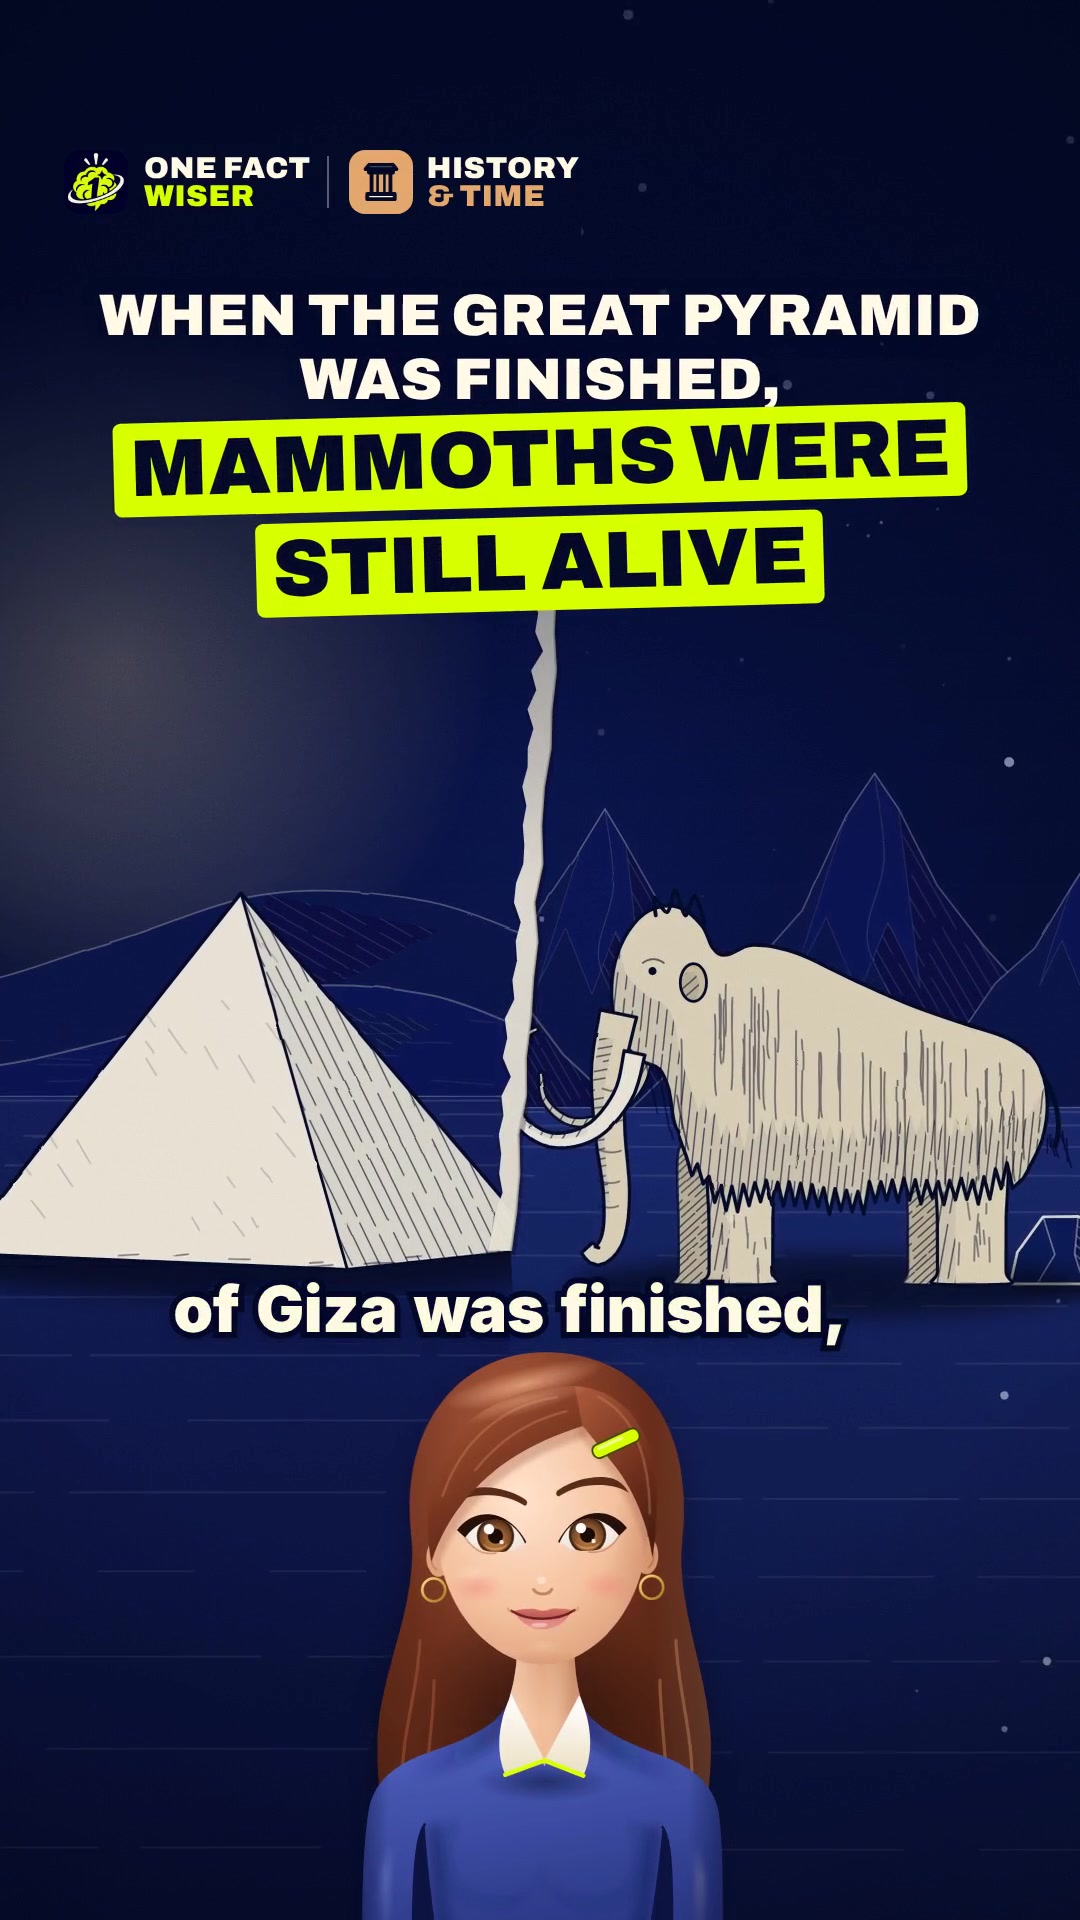 ONE FACT
WISER
HISTORY
& TIME
WHEN THE GREAT PYRAMID
WAS FINISHED,
MAMMOTHS WERE
STILL ALIVE
of Giza was finished,